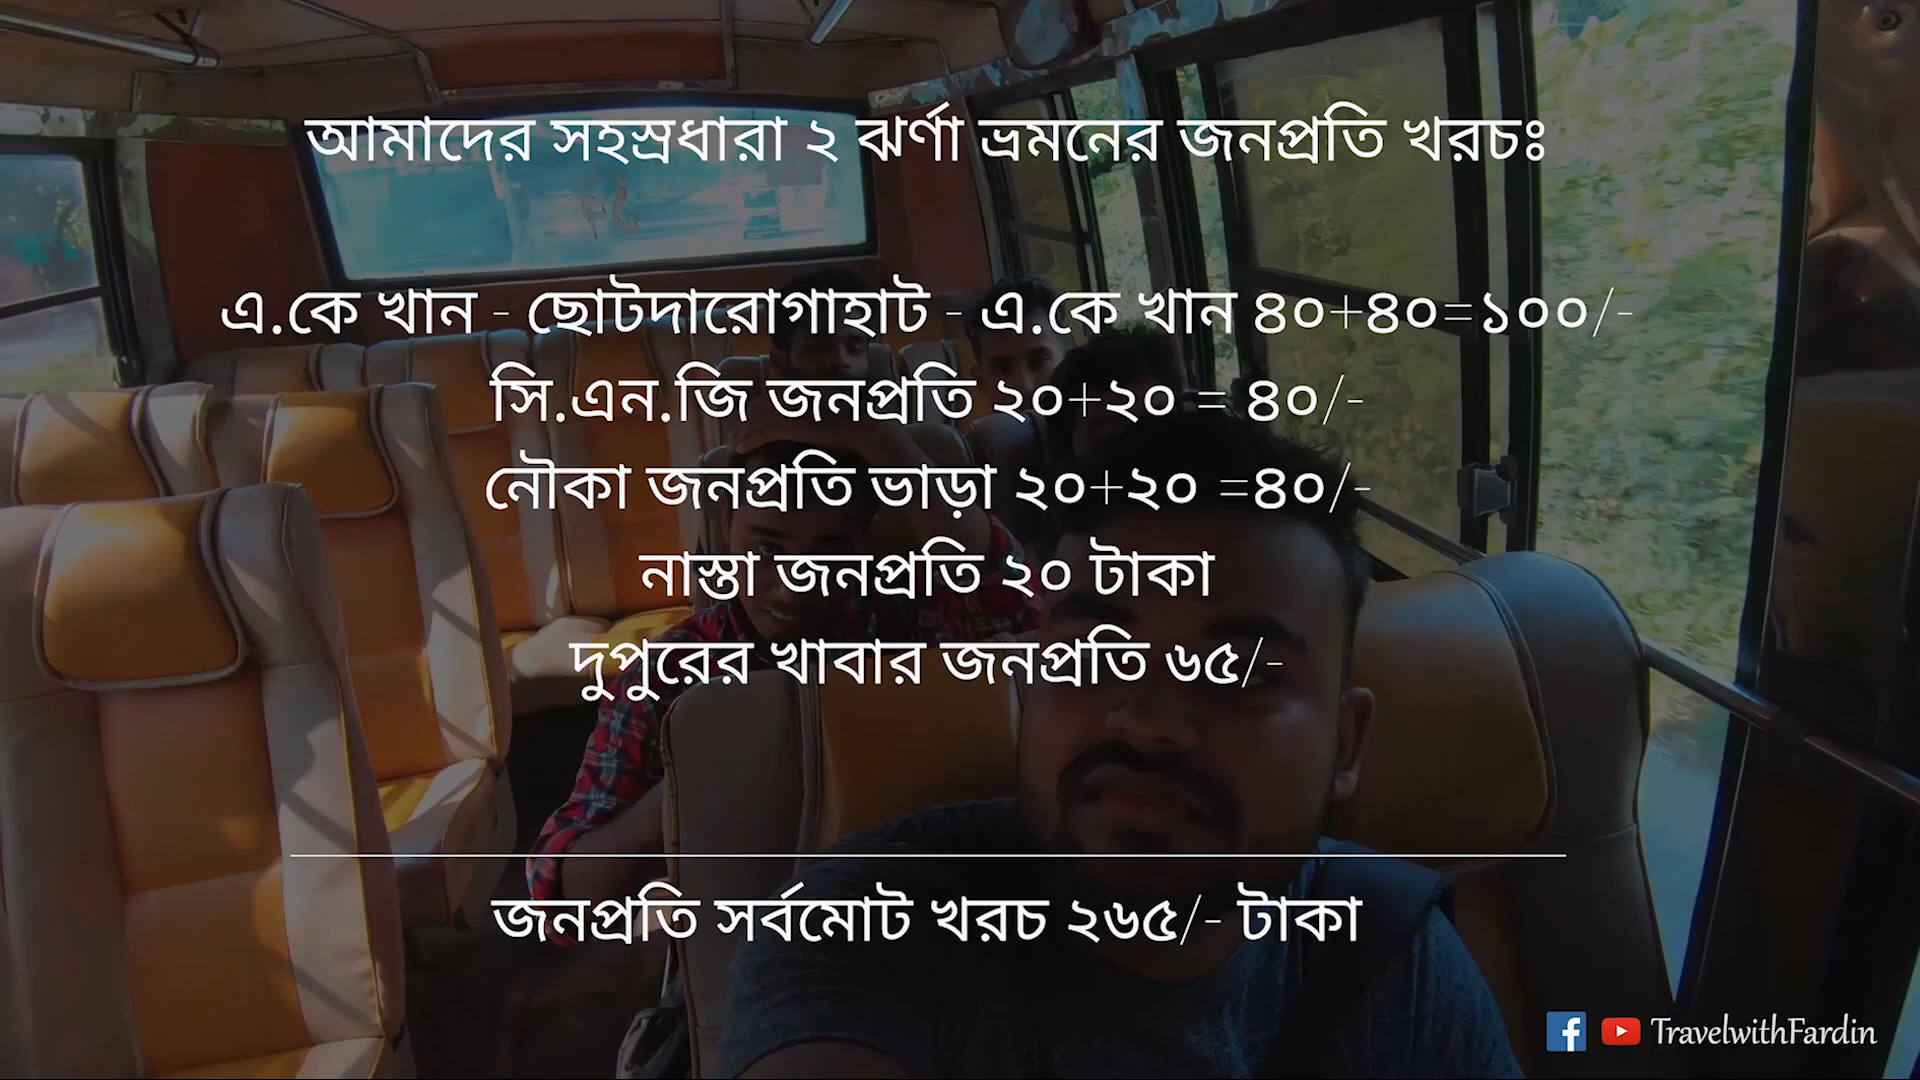 আমাদের সহস্রধারা ২ ঝর্ণা ভ্রমনের জনপ্রতি খরচঃ
এ.কে খান - ছোটদারোগাহাট - এ.কে খান ৪০+৪০=১০০/-
সি.এন.জি জনপ্রতি ২০+২০ = ৪০/-
নৌকা জনপ্রতি ভাড়া ২০+২০ =৪০/-
নাস্তা জনপ্রতি ২০ টাকা
দুপুরের খাবার জনপ্রতি ৬৫/-
জনপ্রতি সর্বমোট খরচ ২৬৫/- টাকা
TravelwithFardin